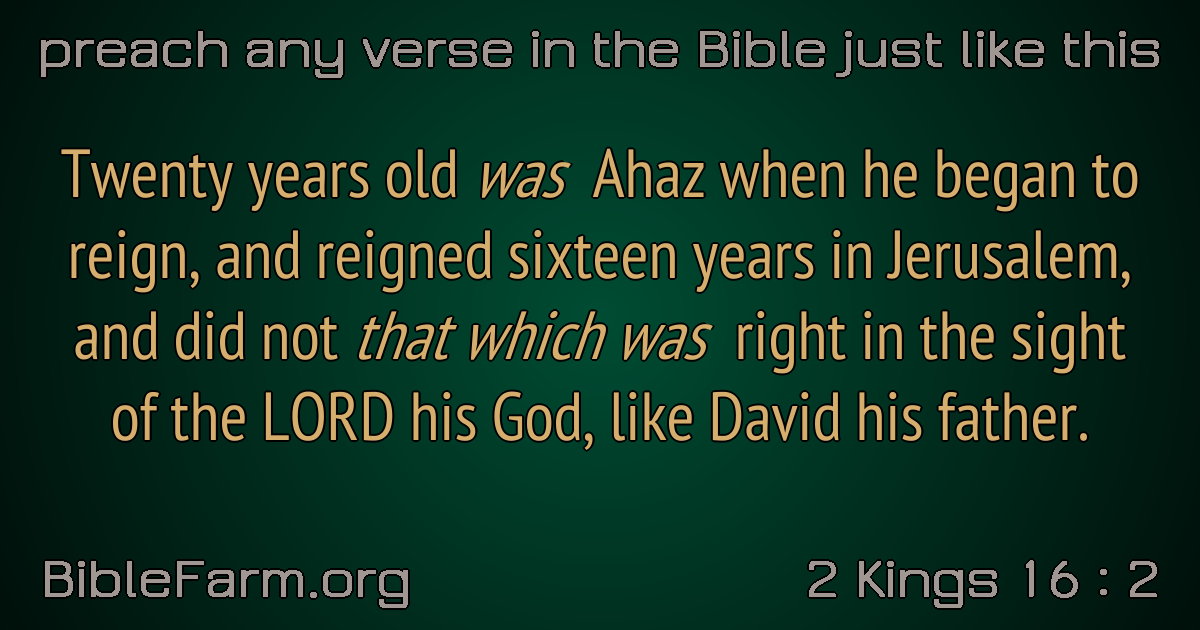 preach any verse in the Bible just like this
Twenty years old was Ahaz when he began to
reign, and reigned sixteen years in Jerusalem,
and did not that which was right in the sight
of the LORD his God, like David his father.
BibleFarm.org
2 Kings 16 : 2